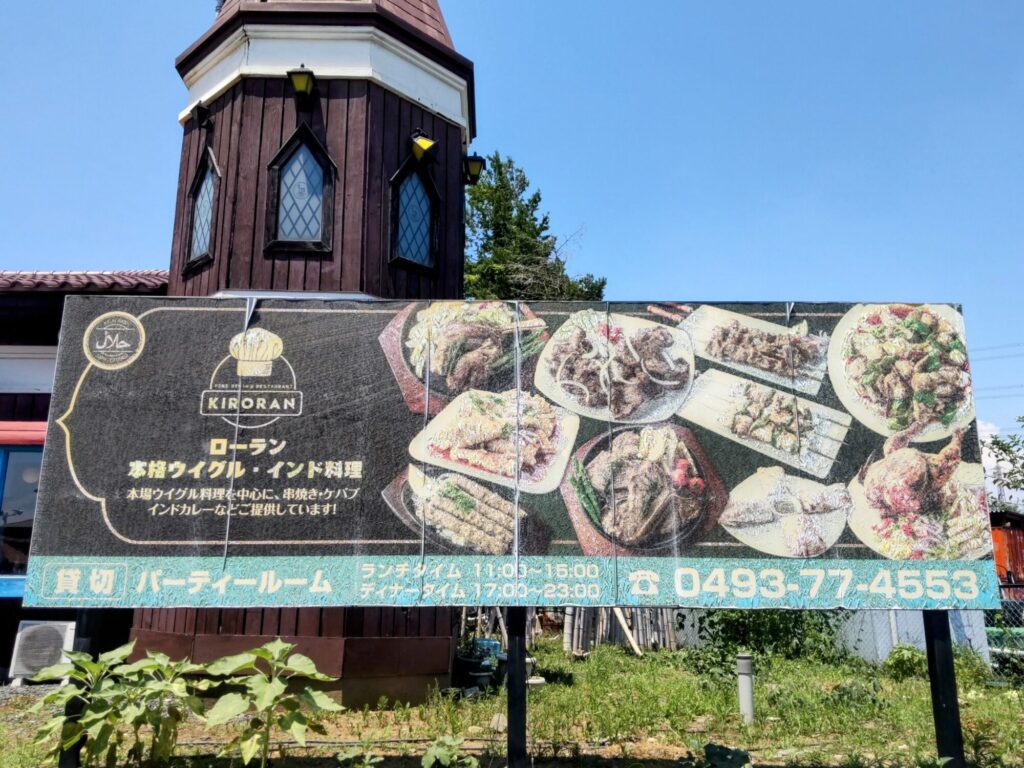 حلال
KIRORAN
ローラン
本格ウイグル・インド料理
本場ウイグル料理を中心に、串焼き・ケバブ
インドカレーなどご提供しています!
貸切 パーティールーム
ランチタイム 11:00〜15:00
ディナータイム 17:00〜23:00
☎ 0493-77-4553